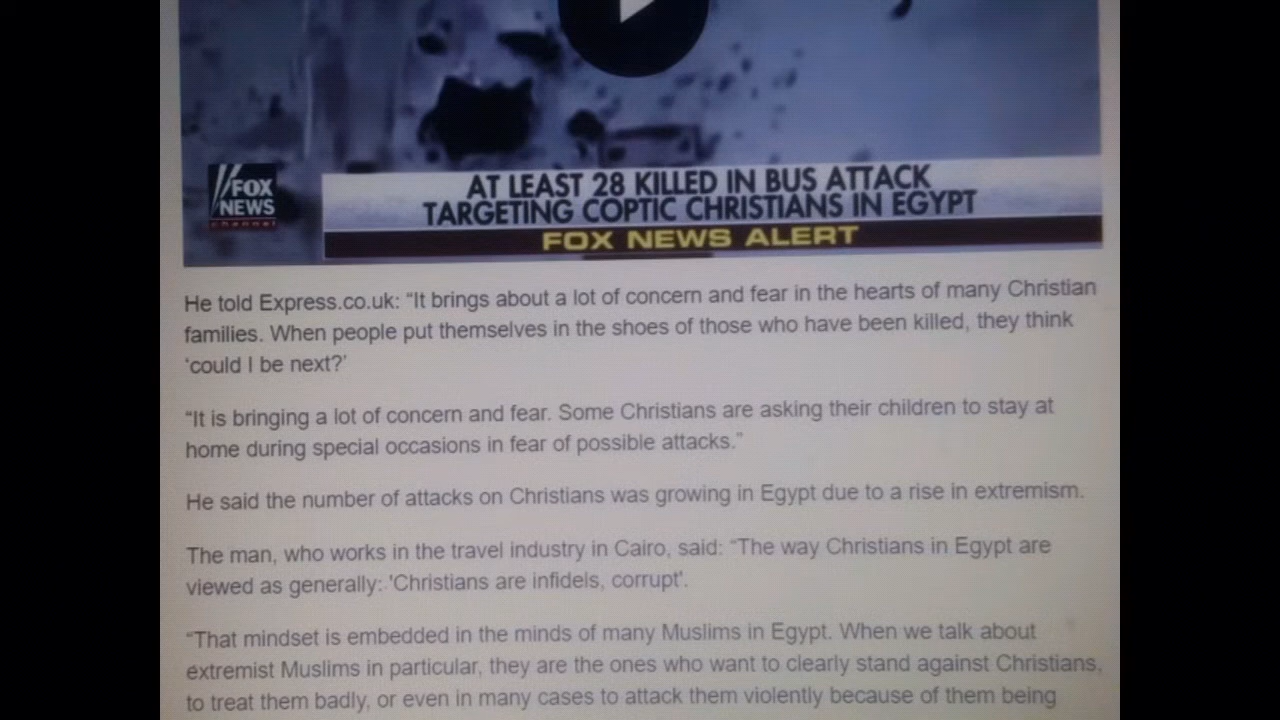 FOX
NEWS
channel
AT LEAST 28 KILLED IN BUS ATTACK
TARGETING COPTIC CHRISTIANS IN EGYPT
FOX NEWS ALERT
He told Express.co.uk: “It brings about a lot of concern and fear in the hearts of many Christian
families. When people put themselves in the shoes of those who have been killed, they think
‘could I be next?’
“It is bringing a lot of concern and fear. Some Christians are asking their children to stay at
home during special occasions in fear of possible attacks.”
He said the number of attacks on Christians was growing in Egypt due to a rise in extremism.
The man, who works in the travel industry in Cairo, said: “The way Christians in Egypt are
viewed as generally: 'Christians are infidels, corrupt'.
“That mindset is embedded in the minds of many Muslims in Egypt. When we talk about
extremist Muslims in particular, they are the ones who want to clearly stand against Christians,
to treat them badly, or even in many cases to attack them violently because of them being